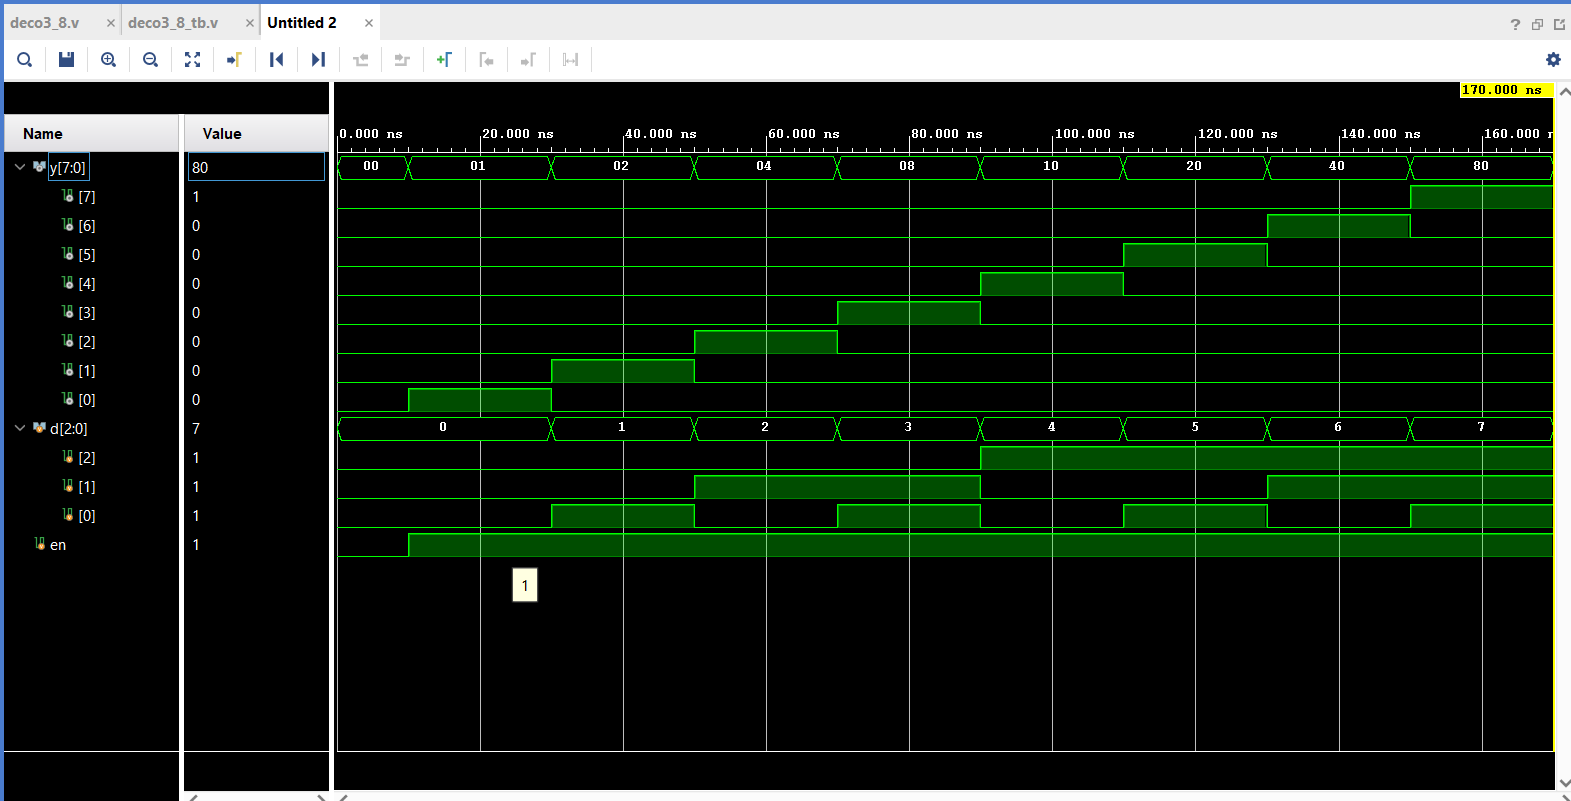 deco3_8.v × deco3_8_tb.v × Untitled 2 ×
?
170.000 ns
Name Value
0.000 ns 20.000 ns 40.000 ns 60.000 ns 80.000 ns 100.000 ns 120.000 ns 140.000 ns 160.000 n
y[7:0] 80 00 01 02 04 08 10 20 40 80
[7] 1
[6] 0
[5] 0
[4] 0
[3] 0
[2] 0
[1] 0
[0] 0
d[2:0] 7 0 1 2 3 4 5 6 7
[2] 1
[1] 1
[0] 1
en 1
1